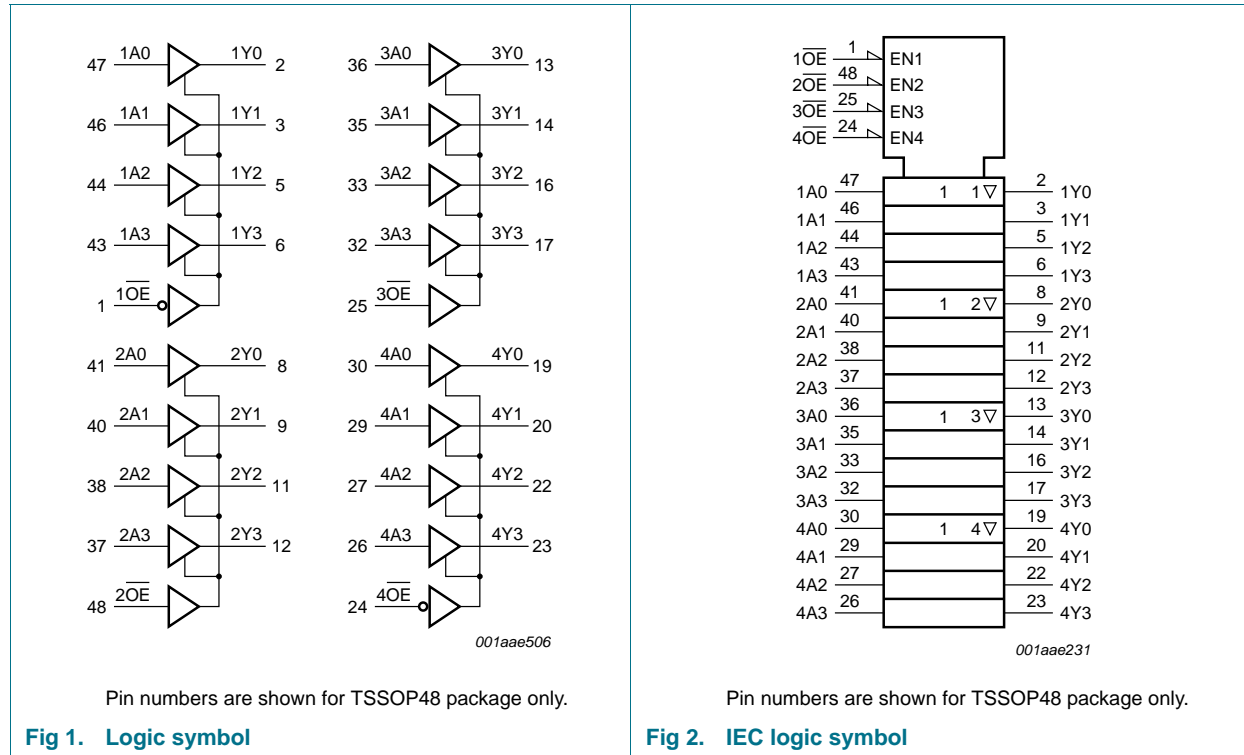 47 1A0 1Y0 2
46 1A1 1Y1 3
44 1A2 1Y2 5
43 1A3 1Y3 6
1 1O̅E̅
41 2A0 2Y0 8
40 2A1 2Y1 9
38 2A2 2Y2 11
37 2A3 2Y3 12
48 2O̅E̅
36 3A0 3Y0 13
35 3A1 3Y1 14
33 3A2 3Y2 16
32 3A3 3Y3 17
25 3O̅E̅
30 4A0 4Y0 19
29 4A1 4Y1 20
27 4A2 4Y2 22
26 4A3 4Y3 23
24 4O̅E̅
001aae506
Pin numbers are shown for TSSOP48 package only.
Fig 1. Logic symbol
1O̅E̅ 1 EN1
2O̅E̅ 48 EN2
3O̅E̅ 25 EN3
4O̅E̅ 24 EN4
1A0 47 1 1▽ 2 1Y0
1A1 46 3 1Y1
1A2 44 5 1Y2
1A3 43 6 1Y3
2A0 41 1 2▽ 8 2Y0
2A1 40 9 2Y1
2A2 38 11 2Y2
2A3 37 12 2Y3
3A0 36 1 3▽ 13 3Y0
3A1 35 14 3Y1
3A2 33 16 3Y2
3A3 32 17 3Y3
4A0 30 1 4▽ 19 4Y0
4A1 29 20 4Y1
4A2 27 22 4Y2
4A3 26 23 4Y3
001aae231
Pin numbers are shown for TSSOP48 package only.
Fig 2. IEC logic symbol